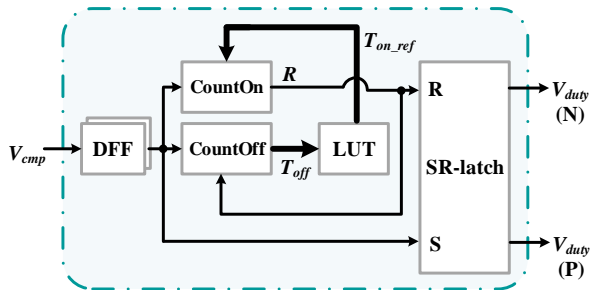 T_on_ref
CountOn
R
R
V_duty
(N)
V_cmp
DFF
CountOff
T_off
LUT
SR-latch
S
V_duty
(P)